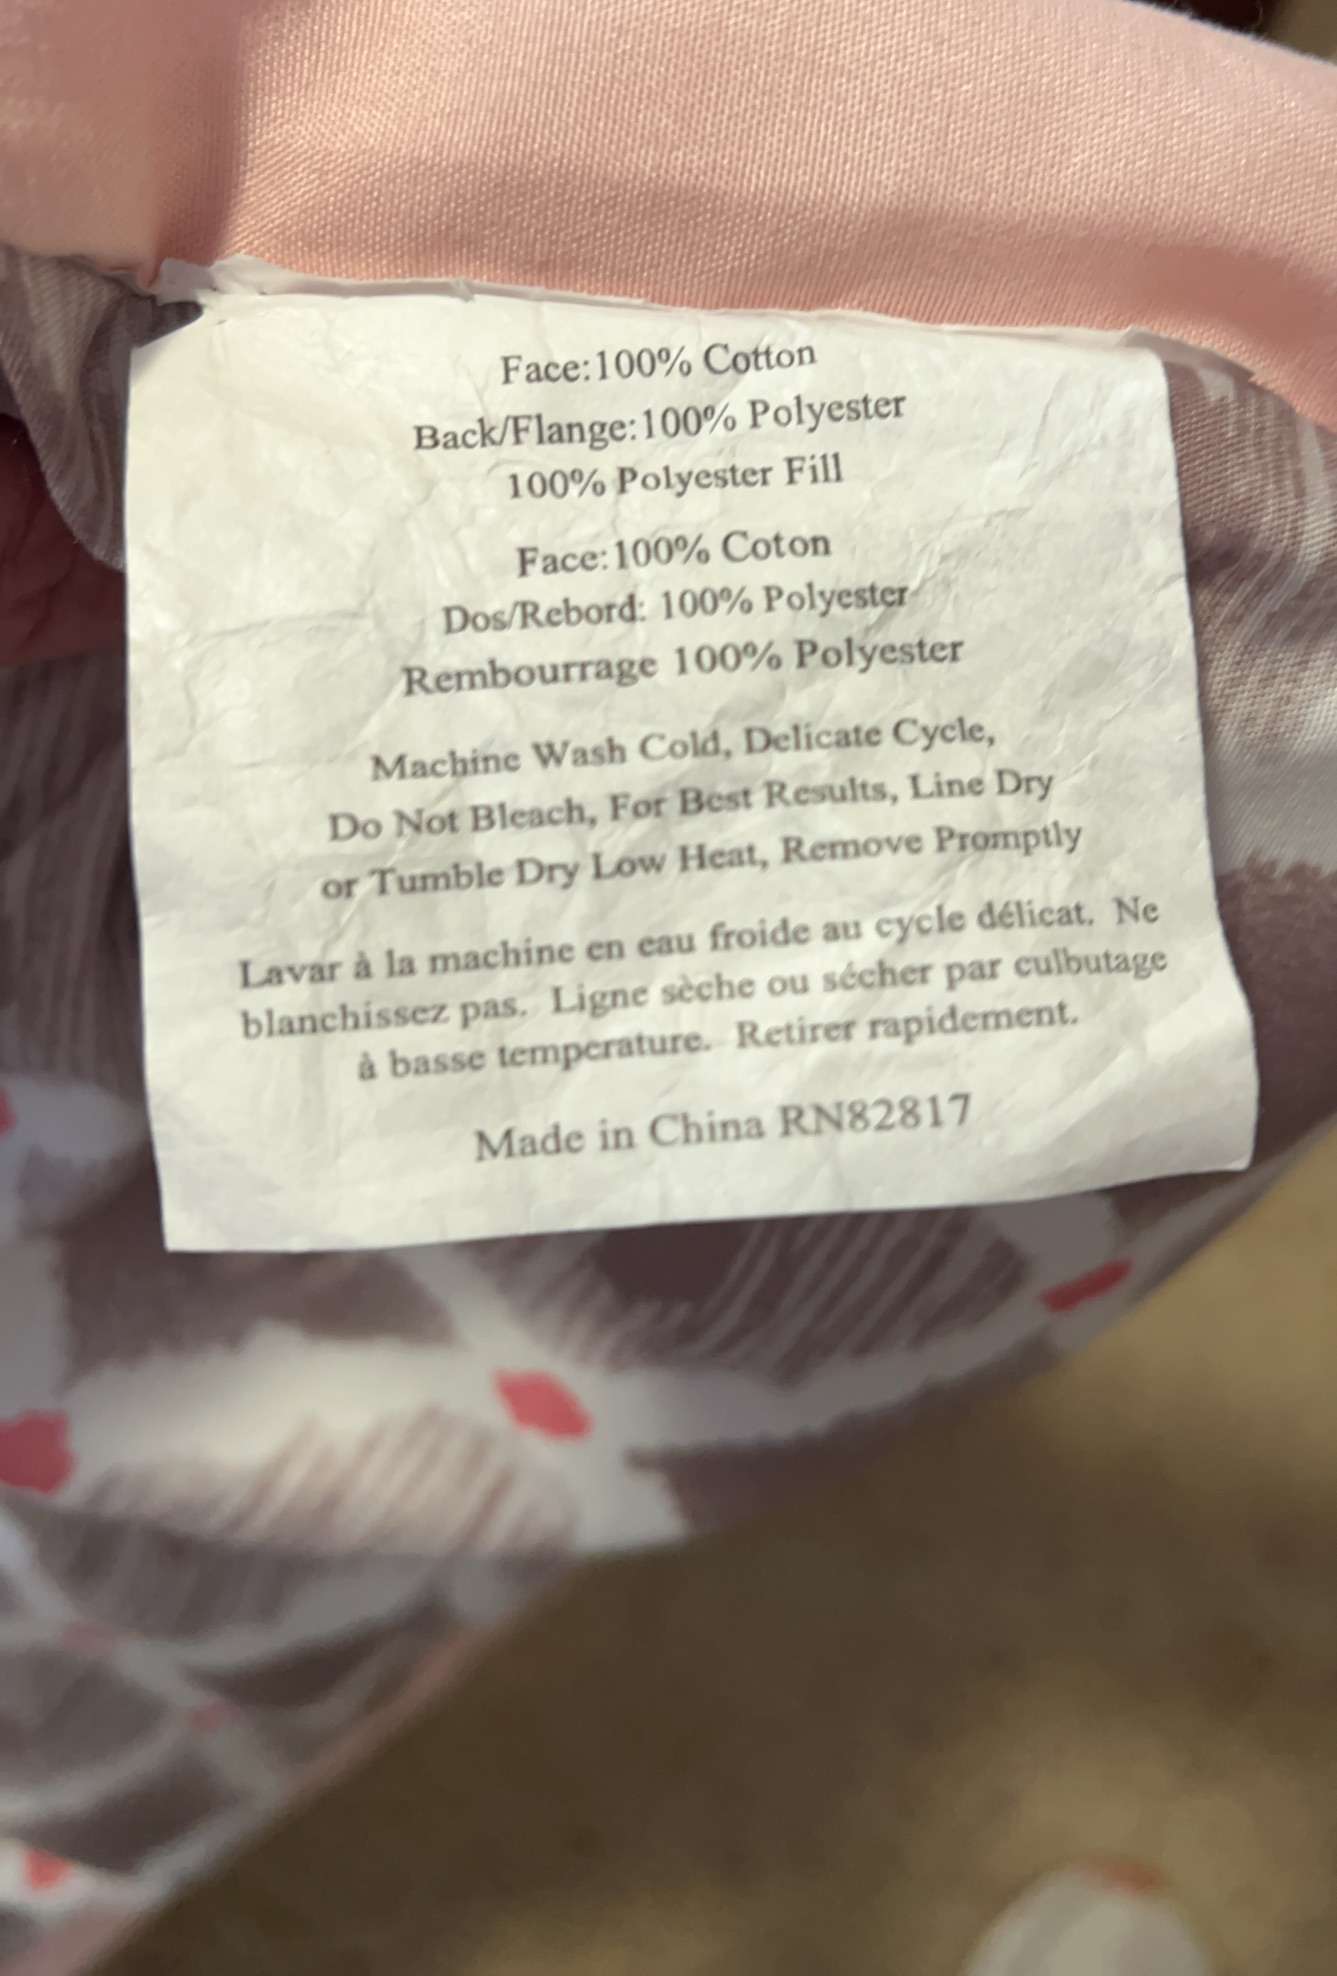 Face:100% Cotton
Back/Flange:100% Polyester
100% Polyester Fill
Face:100% Coton
Dos/Rebord: 100% Polyester
Rembourrage 100% Polyester
Machine Wash Cold, Delicate Cycle,
Do Not Bleach, For Best Results, Line Dry
or Tumble Dry Low Heat, Remove Promptly
Lavar à la machine en eau froide au cycle délicat. Ne
blanchissez pas. Ligne sèche ou sécher par culbutage
à basse temperature. Retirer rapidement.
Made in China RN82817